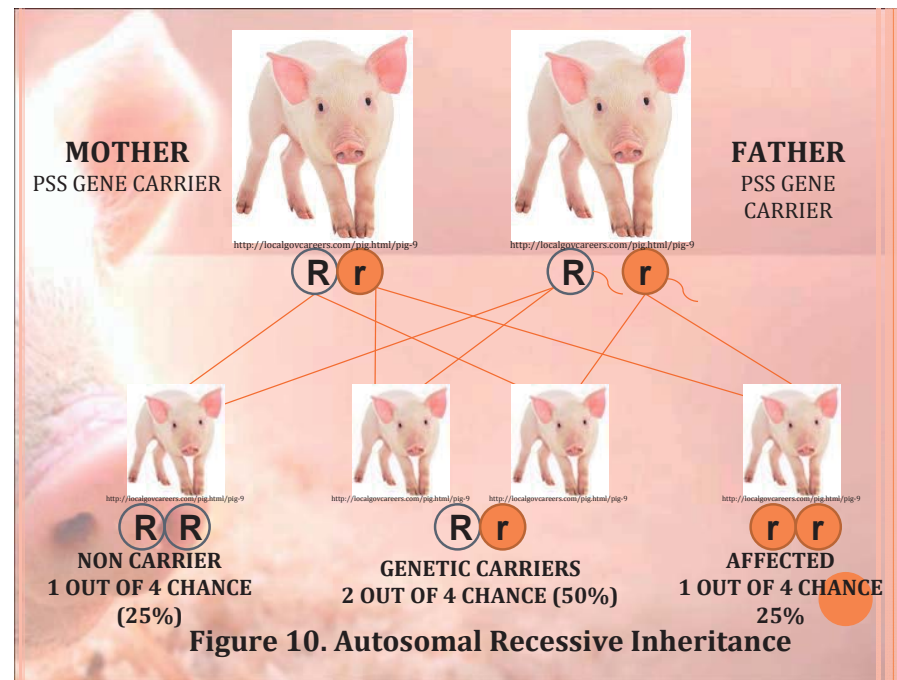 MOTHER
PSS GENE CARRIER
FATHER
PSS GENE
CARRIER
http://localgovcareers.com/pig.html/pig-9
http://localgovcareers.com/pig.html/pig-9
R r
R r
http://localgovcareers.com/pig.html/pig-9
http://localgovcareers.com/pig.html/pig-9
http://localgovcareers.com/pig.html/pig-9
http://localgovcareers.com/pig.html/pig-9
R R
NON CARRIER
1 OUT OF 4 CHANCE
(25%)
R r
GENETIC CARRIERS
2 OUT OF 4 CHANCE (50%)
r r
AFFECTED
1 OUT OF 4 CHANCE
25%
Figure 10. Autosomal Recessive Inheritance